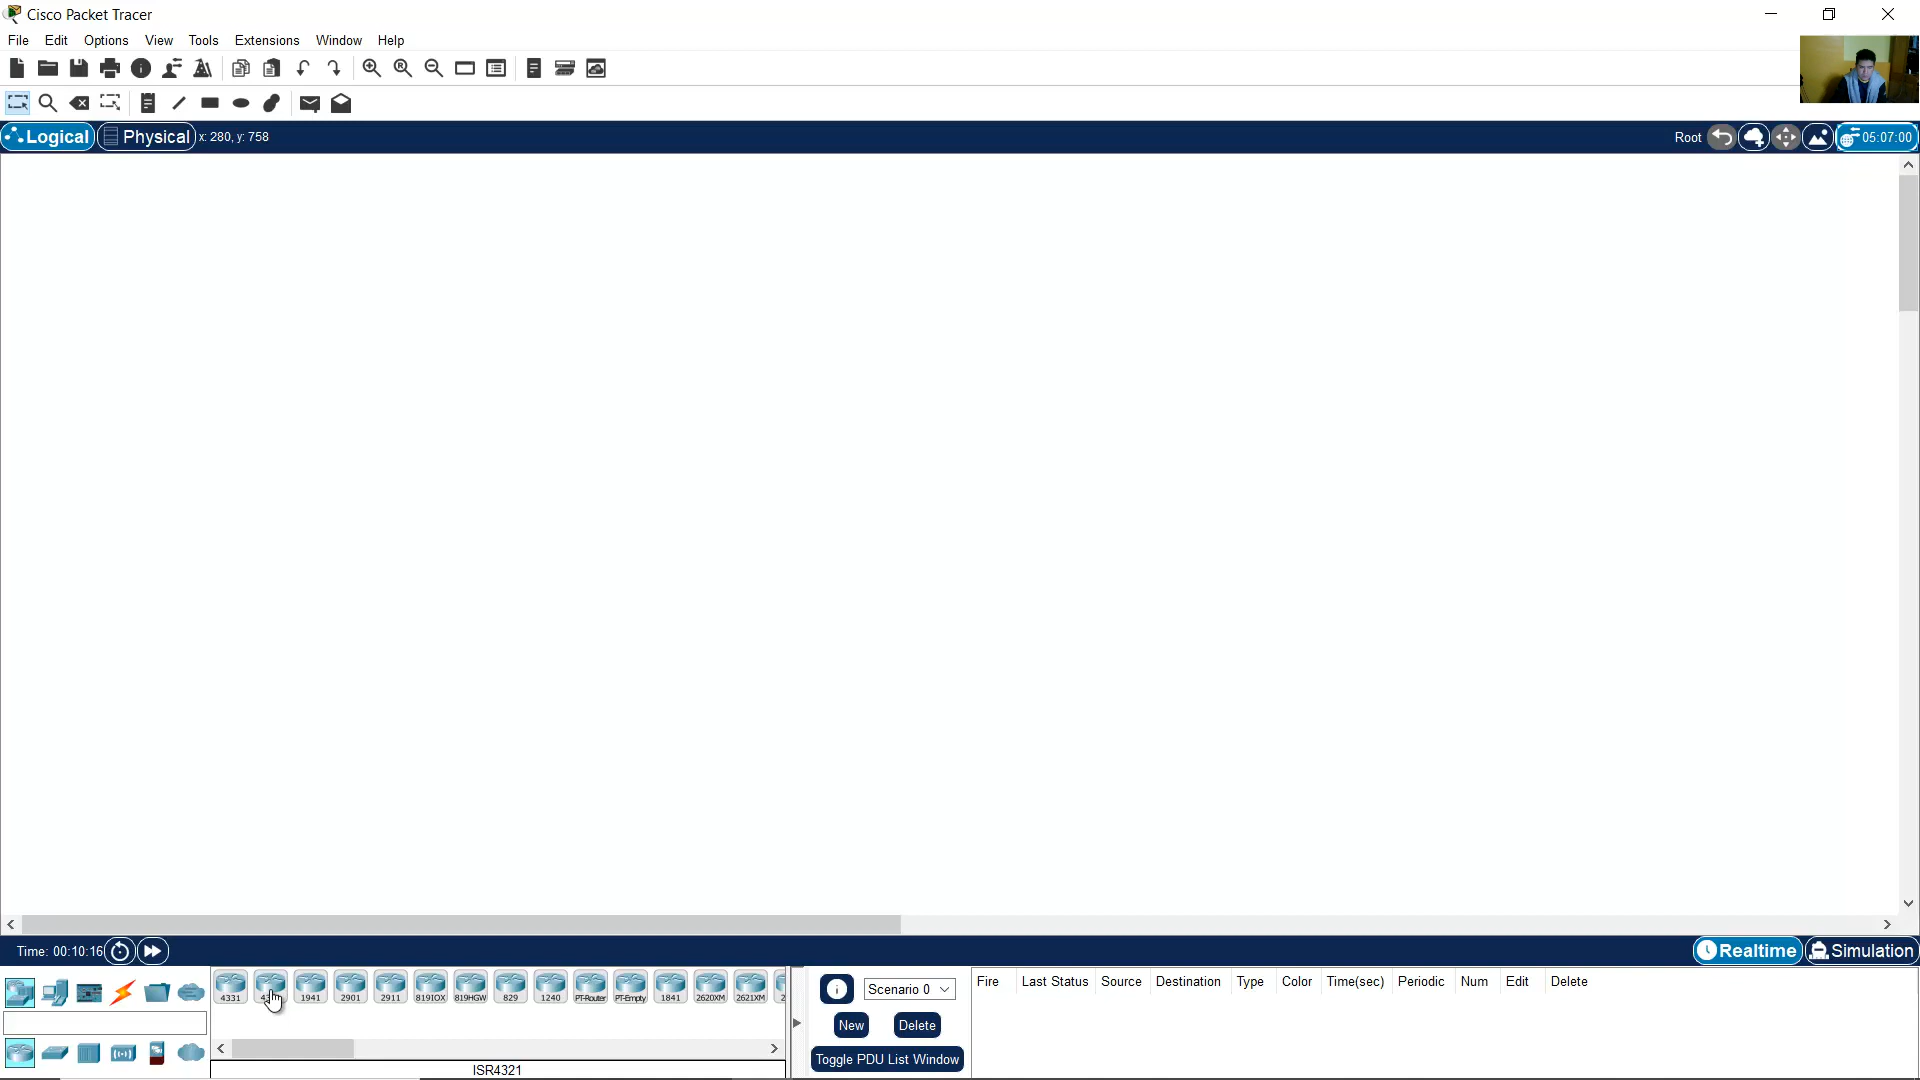 Cisco Packet Tracer
File Edit Options View Tools Extensions Window Help
Logical Physical x: 280, y: 758 Root 05:07:00
Time: 00:10:16 Realtime Simulation
4331 1941 2901 2911 819IOX 819HGW 829 1240 PT-Router PT-Empty 1841 2620XM 2621XM
Scenario 0 Fire Last Status Source Destination Type Color Time(sec) Periodic Num Edit Delete
New Delete
Toggle PDU List Window
ISR4321